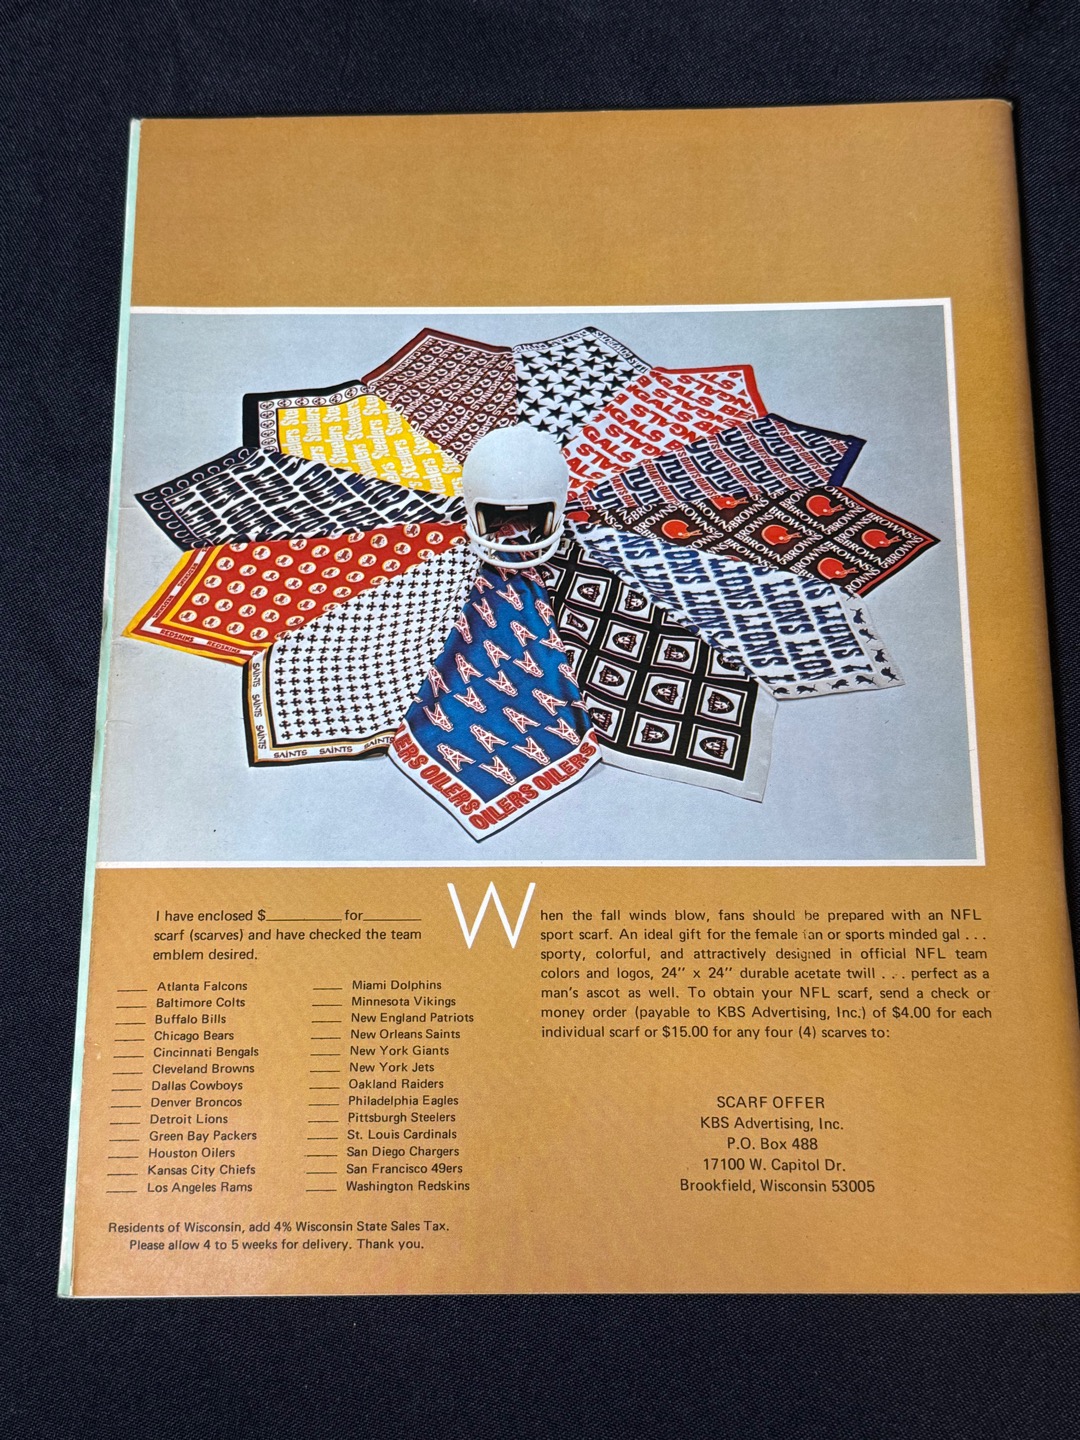 Steelers
BENGALS
GIANTS
BROWNS
LIONS
REDSKINS REDSKINS
SAINTS SAINTS SAINTS
SAINTS SAINTS SAINTS
OILERS OILERS OILERS
I have enclosed $__________ for________
scarf (scarves) and have checked the team
emblem desired.
____ Atlanta Falcons
____ Baltimore Colts
____ Buffalo Bills
____ Chicago Bears
____ Cincinnati Bengals
____ Cleveland Browns
____ Dallas Cowboys
____ Denver Broncos
____ Detroit Lions
____ Green Bay Packers
____ Houston Oilers
____ Kansas City Chiefs
____ Los Angeles Rams
____ Miami Dolphins
____ Minnesota Vikings
____ New England Patriots
____ New Orleans Saints
____ New York Giants
____ New York Jets
____ Oakland Raiders
____ Philadelphia Eagles
____ Pittsburgh Steelers
____ St. Louis Cardinals
____ San Diego Chargers
____ San Francisco 49ers
____ Washington Redskins
Residents of Wisconsin, add 4% Wisconsin State Sales Tax.
Please allow 4 to 5 weeks for delivery. Thank you.
When the fall winds blow, fans should be prepared with an NFL
sport scarf. An ideal gift for the female fan or sports minded gal . . .
sporty, colorful, and attractively designed in official NFL team
colors and logos, 24" x 24" durable acetate twill . . . perfect as a
man's ascot as well. To obtain your NFL scarf, send a check or
money order (payable to KBS Advertising, Inc.) of $4.00 for each
individual scarf or $15.00 for any four (4) scarves to:
SCARF OFFER
KBS Advertising, Inc.
P.O. Box 488
17100 W. Capitol Dr.
Brookfield, Wisconsin 53005